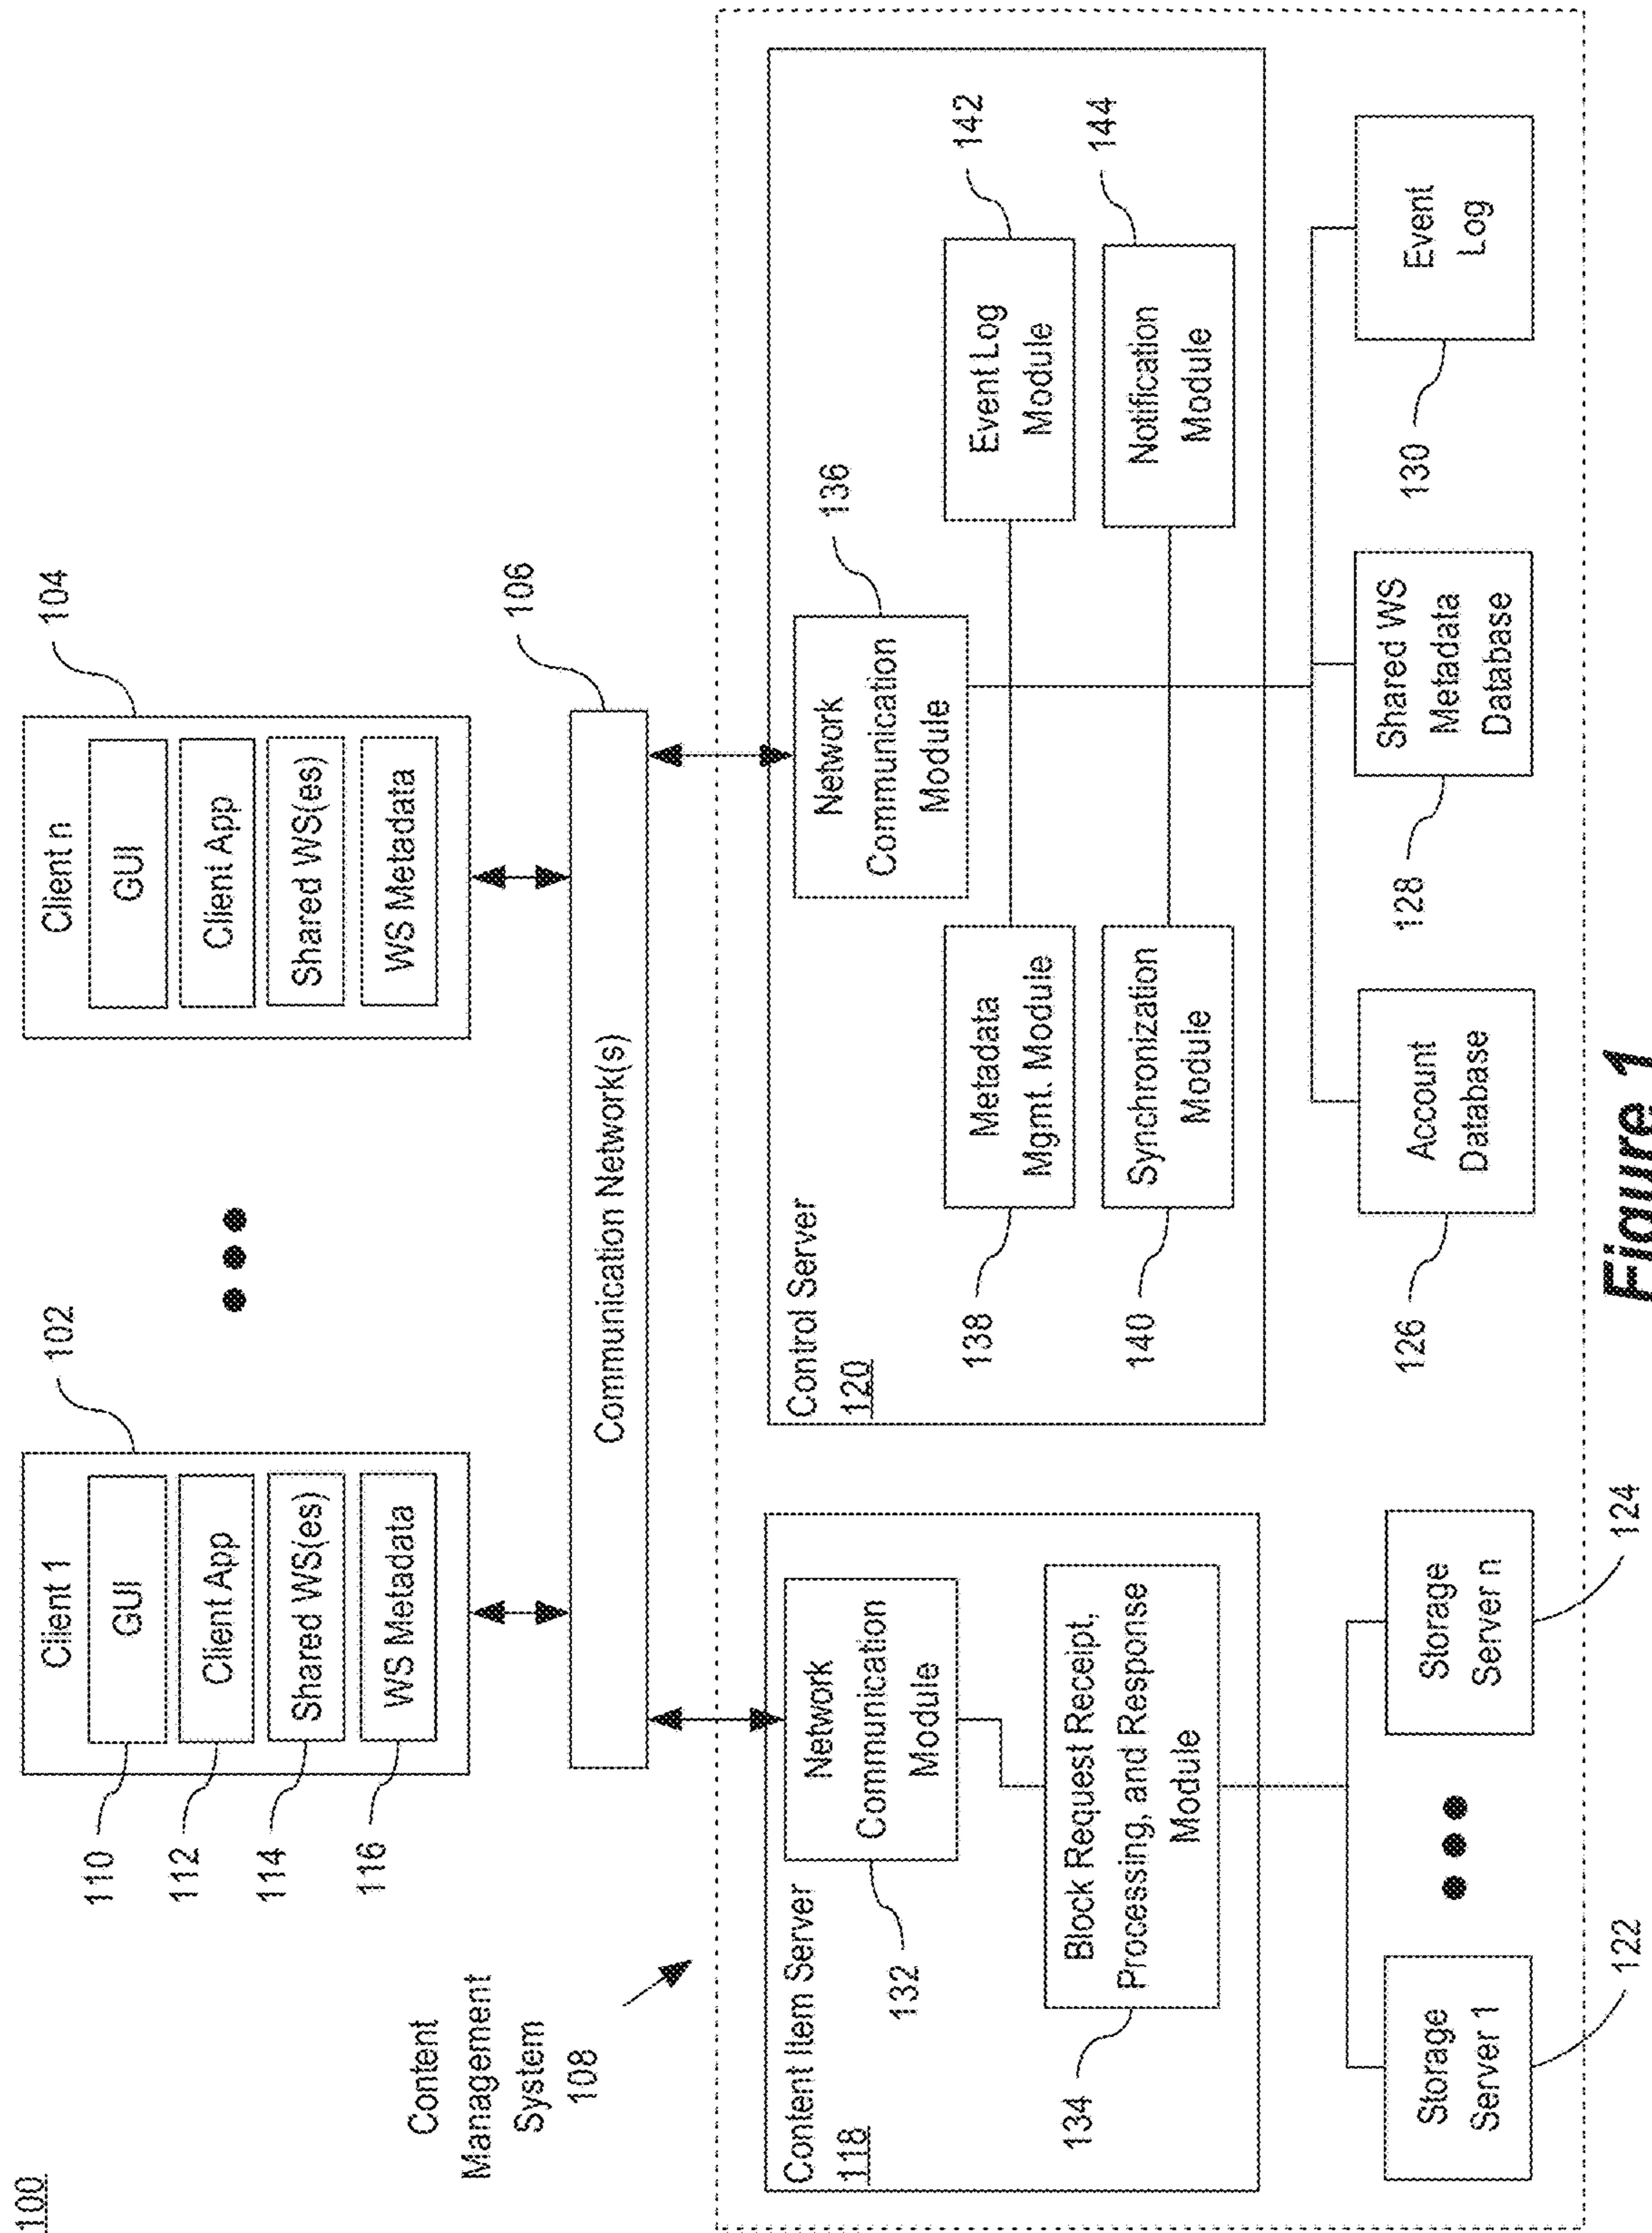 100
Client 1
GUI
Client App
Shared WS(es)
WS Metadata
102
110
112
114
116
Client n
GUI
Client App
Shared WS(es)
WS Metadata
104
Communication Network(s)
106
Content
Management
System
108
Content Item Server
118
Network
Communication
Module
132
Block Request Receipt,
Processing, and Response
Module
134
Storage
Server 1
122
Storage
Server n
124
Control Server
120
Network
Communication
Module
136
Metadata
Mgmt. Module
138
Event Log
Module
142
Synchronization
Module
140
Notification
Module
144
Account
Database
126
Shared WS
Metadata
Database
128
Event
Log
130
Figure 1